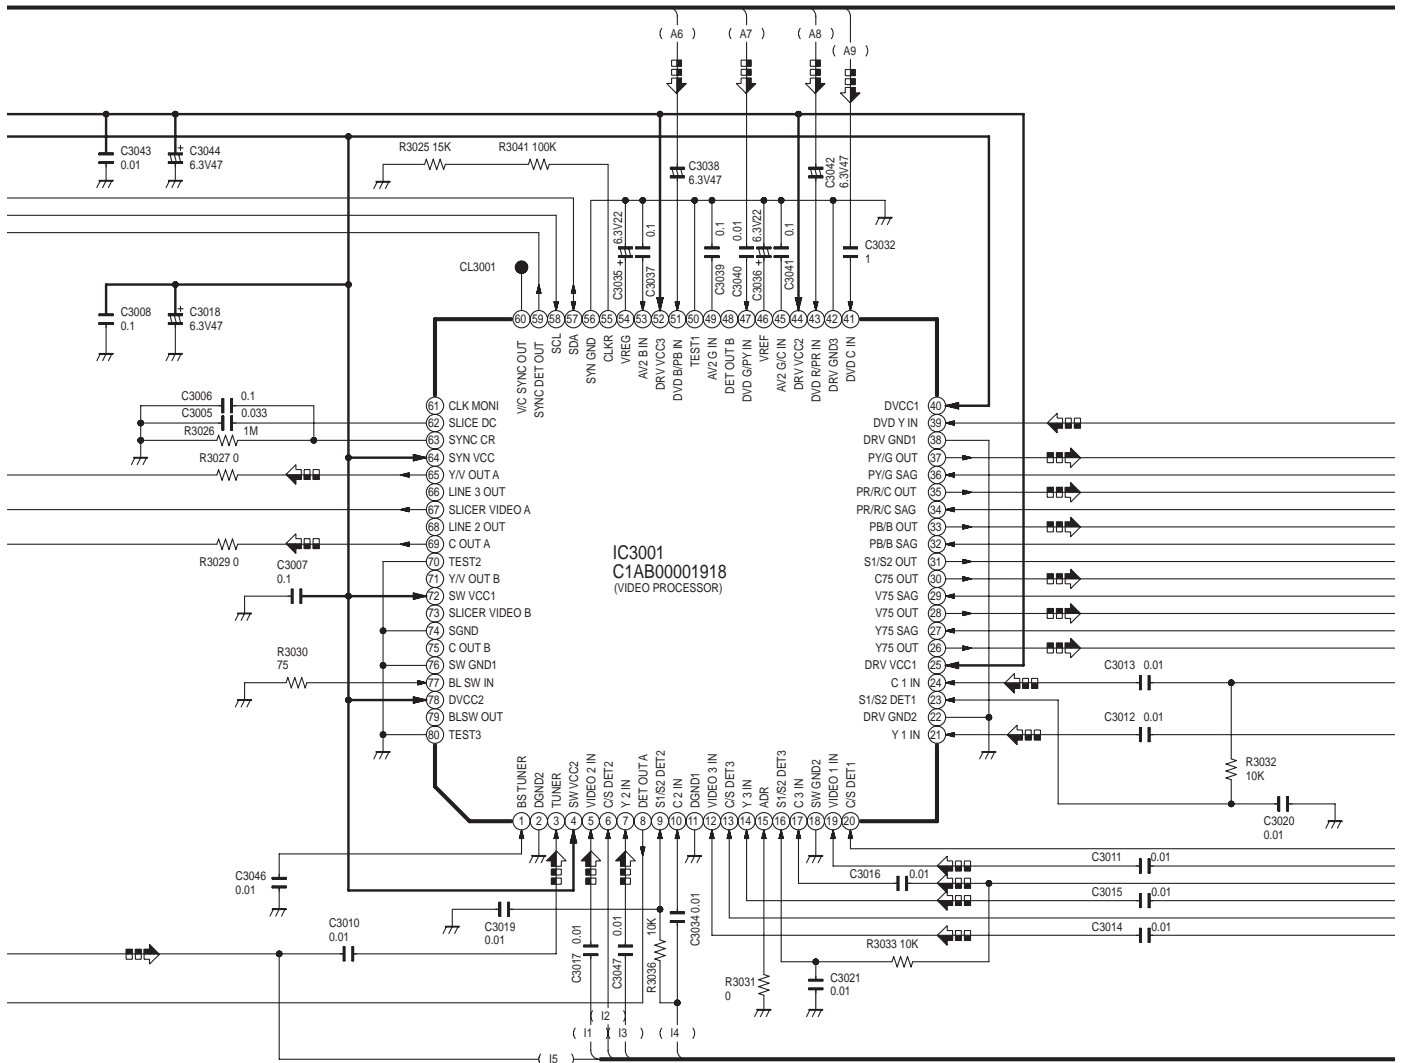 ( A6 ) ( A7 ) ( A8 )
( A9 )
C3043
0.01
C3044
6.3V47
R3025 15K
R3041 100K
C3038
6.3V47
C3042
6.3V47
C3035 + 6.3V22
C3037 0.1
C3039 0.1
C3040 0.01
C3036 + 6.3V22
C3041 0.1
C3032
1
CL3001
C3008
0.1
C3018
6.3V47
60 59 58 57 56 55 54 53 52 51 50 49 48 47 46 45 44 43 42 41
V/C SYNC OUT
SYNC DET OUT
SCL
SDA
SYN GND
CLKR
VREG
AV2 B IN
DRV VCC3
DVD B/PB IN
TEST1
AV2 G IN
DET OUT B
DVD G/PY IN
VREF
AV2 G/C IN
DRV VCC2
DVD R/PR IN
DRV GND3
DVD C IN
C3006 0.1
C3005 0.033
R3026 1M
R3027 0
R3029 0
C3007
0.1
R3030
75
61 CLK MONI
62 SLICE DC
63 SYNC CR
64 SYN VCC
65 Y/V OUT A
66 LINE 3 OUT
67 SLICER VIDEO A
68 LINE 2 OUT
69 C OUT A
70 TEST2
71 Y/V OUT B
72 SW VCC1
73 SLICER VIDEO B
74 SGND
75 C OUT B
76 SW GND1
77 BL SW IN
78 DVCC2
79 BLSW OUT
80 TEST3
IC3001
C1AB00001918
(VIDEO PROCESSOR)
DVCC1 40
DVD Y IN 39
DRV GND1 38
PY/G OUT 37
PY/G SAG 36
PR/R/C OUT 35
PR/R/C SAG 34
PB/B OUT 33
PB/B SAG 32
S1/S2 OUT 31
C75 OUT 30
V75 SAG 29
V75 OUT 28
Y75 SAG 27
Y75 OUT 26
DRV VCC1 25
C 1 IN 24
S1/S2 DET1 23
DRV GND2 22
Y 1 IN 21
C3013 0.01
C3012 0.01
R3032
10K
C3020
0.01
BS TUNER
DGND2
TUNER
SW VCC2
VIDEO 2 IN
C/S DET2
Y 2 IN
DET OUT A
S1/S2 DET2
C 2 IN
DGND1
VIDEO 3 IN
C/S DET3
Y 3 IN
ADR
S1/S2 DET3
C 3 IN
SW GND2
VIDEO 1 IN
C/S DET1
1 2 3 4 5 6 7 8 9 10 11 12 13 14 15 16 17 18 19 20
C3046
0.01
C3010
0.01
C3019
0.01
C3017 0.01
C3047 0.01
R3036 10K
C3034 0.01
R3031
0
C3016 0.01
C3011 0.01
C3015 0.01
C3014 0.01
R3033 10K
C3021
0.01
( I2 )
( I1 ) ( I3 ) ( I4 )
( I5 )